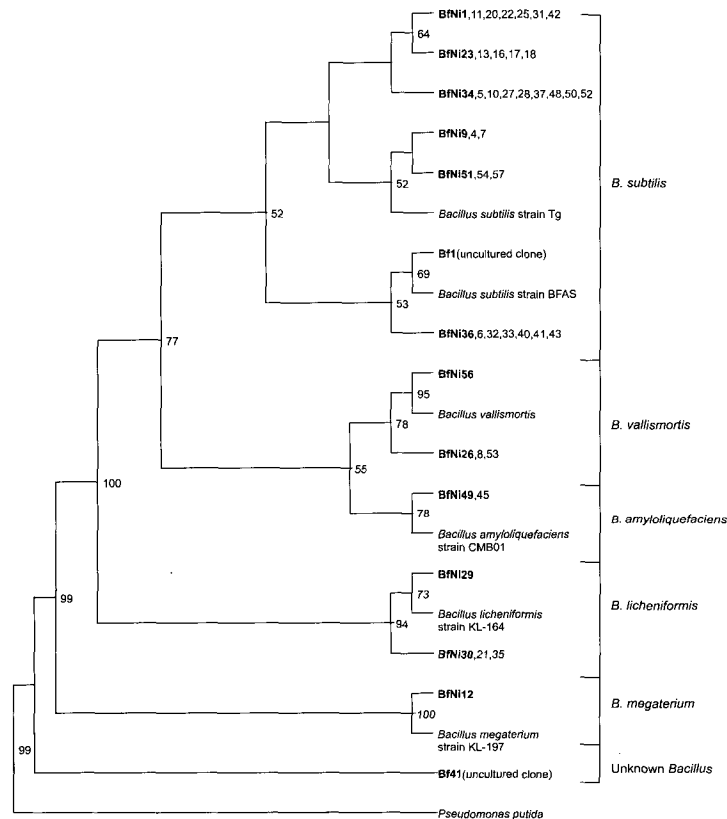 BfNi1,11,20,22,25,31,42
64
BfNi23,13,16,17,18
BfNi34,5,10,27,28,37,48,50,52
BfNi9,4,7
BfNi51,54,57
52
B. subtilis
Bacillus subtilis strain Tg
52
Bf1(uncultured clone)
69
Bacillus subtilis strain BFAS
53
BfNi36,6,32,33,40,41,43
77
BfNi56
95
Bacillus vallismortis
78
B. vallismortis
BfNi26,8,53
55
100
BfNi49,45
78
B. amyloliquefaciens
Bacillus amyloliquefaciens
strain CMB01
BfNi29
73
99
B. licheniformis
Bacillus licheniformis
strain KL-164
94
BfNi30,21,35
BfNi12
100
B. megaterium
Bacillus megaterium
strain KL-197
99
Unknown Bacillus
Bf41(uncultured clone)
Pseudomonas putida